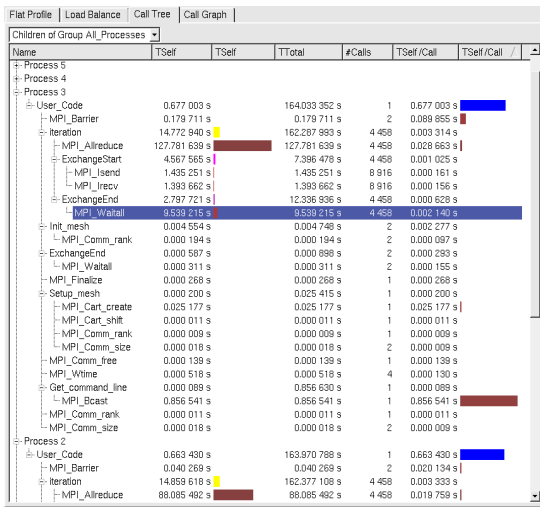 Flat Profile Load Balance Call Tree Call Graph
Children of Group All_Processes
Name TSelf TSelf TTotal #Calls TSelf/Call TSelf/Call
Process 5
Process 4
Process 3
User_Code 0.677 003 s 164.033 352 s 1 0.677 003 s
MPI_Barrier 0.179 711 s 0.179 711 s 2 0.089 855 s
iteration 14.772 940 s 162.287 993 s 4 458 0.003 314 s
MPI_Allreduce 127.781 639 s 127.781 639 s 4 458 0.028 663 s
ExchangeStart 4.567 565 s 7.396 478 s 4 458 0.001 025 s
MPI_Isend 1.435 251 s 1.435 251 s 8 916 0.000 161 s
MPI_Irecv 1.393 662 s 1.393 662 s 8 916 0.000 156 s
ExchangeEnd 2.797 721 s 12.336 936 s 4 458 0.000 628 s
MPI_Waitall 9.539 215 s 9.539 215 s 4 458 0.002 140 s
Init_mesh 0.004 554 s 0.004 748 s 2 0.002 277 s
MPI_Comm_rank 0.000 194 s 0.000 194 s 2 0.000 097 s
ExchangeEnd 0.000 587 s 0.000 898 s 2 0.000 293 s
MPI_Waitall 0.000 311 s 0.000 311 s 2 0.000 155 s
MPI_Finalize 0.000 268 s 0.000 268 s 1 0.000 268 s
Setup_mesh 0.000 200 s 0.025 415 s 1 0.000 200 s
MPI_Cart_create 0.025 177 s 0.025 177 s 1 0.025 177 s
MPI_Cart_shift 0.000 011 s 0.000 011 s 1 0.000 011 s
MPI_Comm_rank 0.000 009 s 0.000 009 s 1 0.000 009 s
MPI_Comm_size 0.000 018 s 0.000 018 s 2 0.000 009 s
MPI_Comm_free 0.000 139 s 0.000 139 s 1 0.000 139 s
MPI_Wtime 0.000 518 s 0.000 518 s 4 0.000 130 s
Get_command_line 0.000 089 s 0.856 630 s 1 0.000 089 s
MPI_Bcast 0.856 541 s 0.856 541 s 1 0.856 541 s
MPI_Comm_rank 0.000 011 s 0.000 011 s 1 0.000 011 s
MPI_Comm_size 0.000 018 s 0.000 018 s 2 0.000 009 s
Process 2
User_Code 0.663 430 s 163.970 788 s 1 0.663 430 s
MPI_Barrier 0.040 269 s 0.040 269 s 2 0.020 134 s
iteration 14.859 618 s 162.377 108 s 4 458 0.003 333 s
MPI_Allreduce 88.085 492 s 88.085 492 s 4 458 0.019 759 s